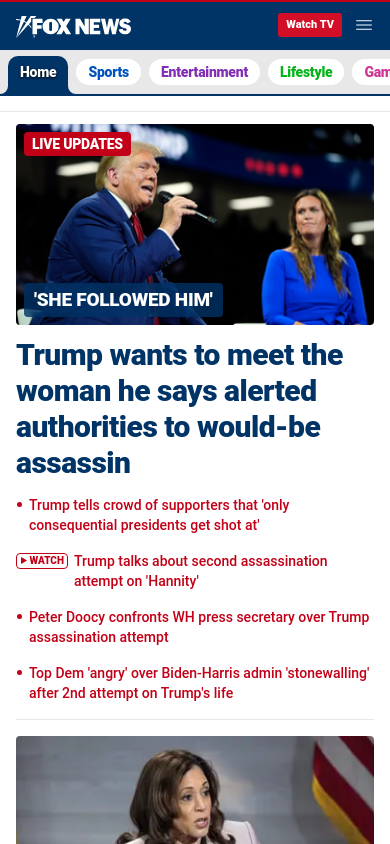 FOX NEWS
Watch TV
Home
Sports
Entertainment
Lifestyle
LIVE UPDATES
'SHE FOLLOWED HIM'
Trump wants to meet the
woman he says alerted
authorities to would-be
assassin
Trump tells crowd of supporters that 'only
consequential presidents get shot at'
WATCH Trump talks about second assassination
attempt on 'Hannity'
Peter Doocy confronts WH press secretary over Trump
assassination attempt
Top Dem 'angry' over Biden-Harris admin 'stonewalling'
after 2nd attempt on Trump's life